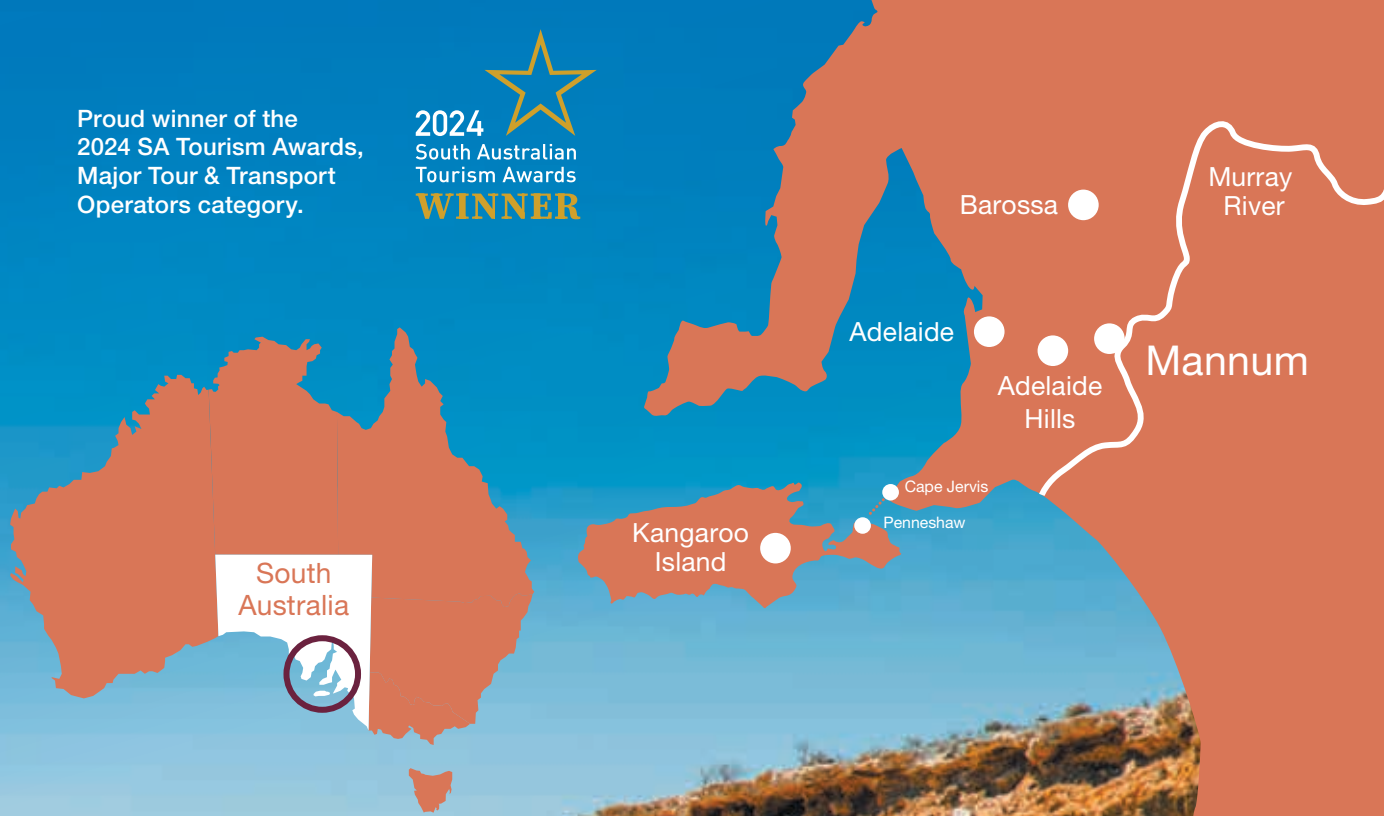 Proud winner of the
2024 SA Tourism Awards,
Major Tour & Transport
Operators category.
2024
South Australian
Tourism Awards
WINNER
Murray
River
Barossa
Adelaide
Mannum
Adelaide
Hills
Cape Jervis
Penneshaw
Kangaroo
Island
South
Australia